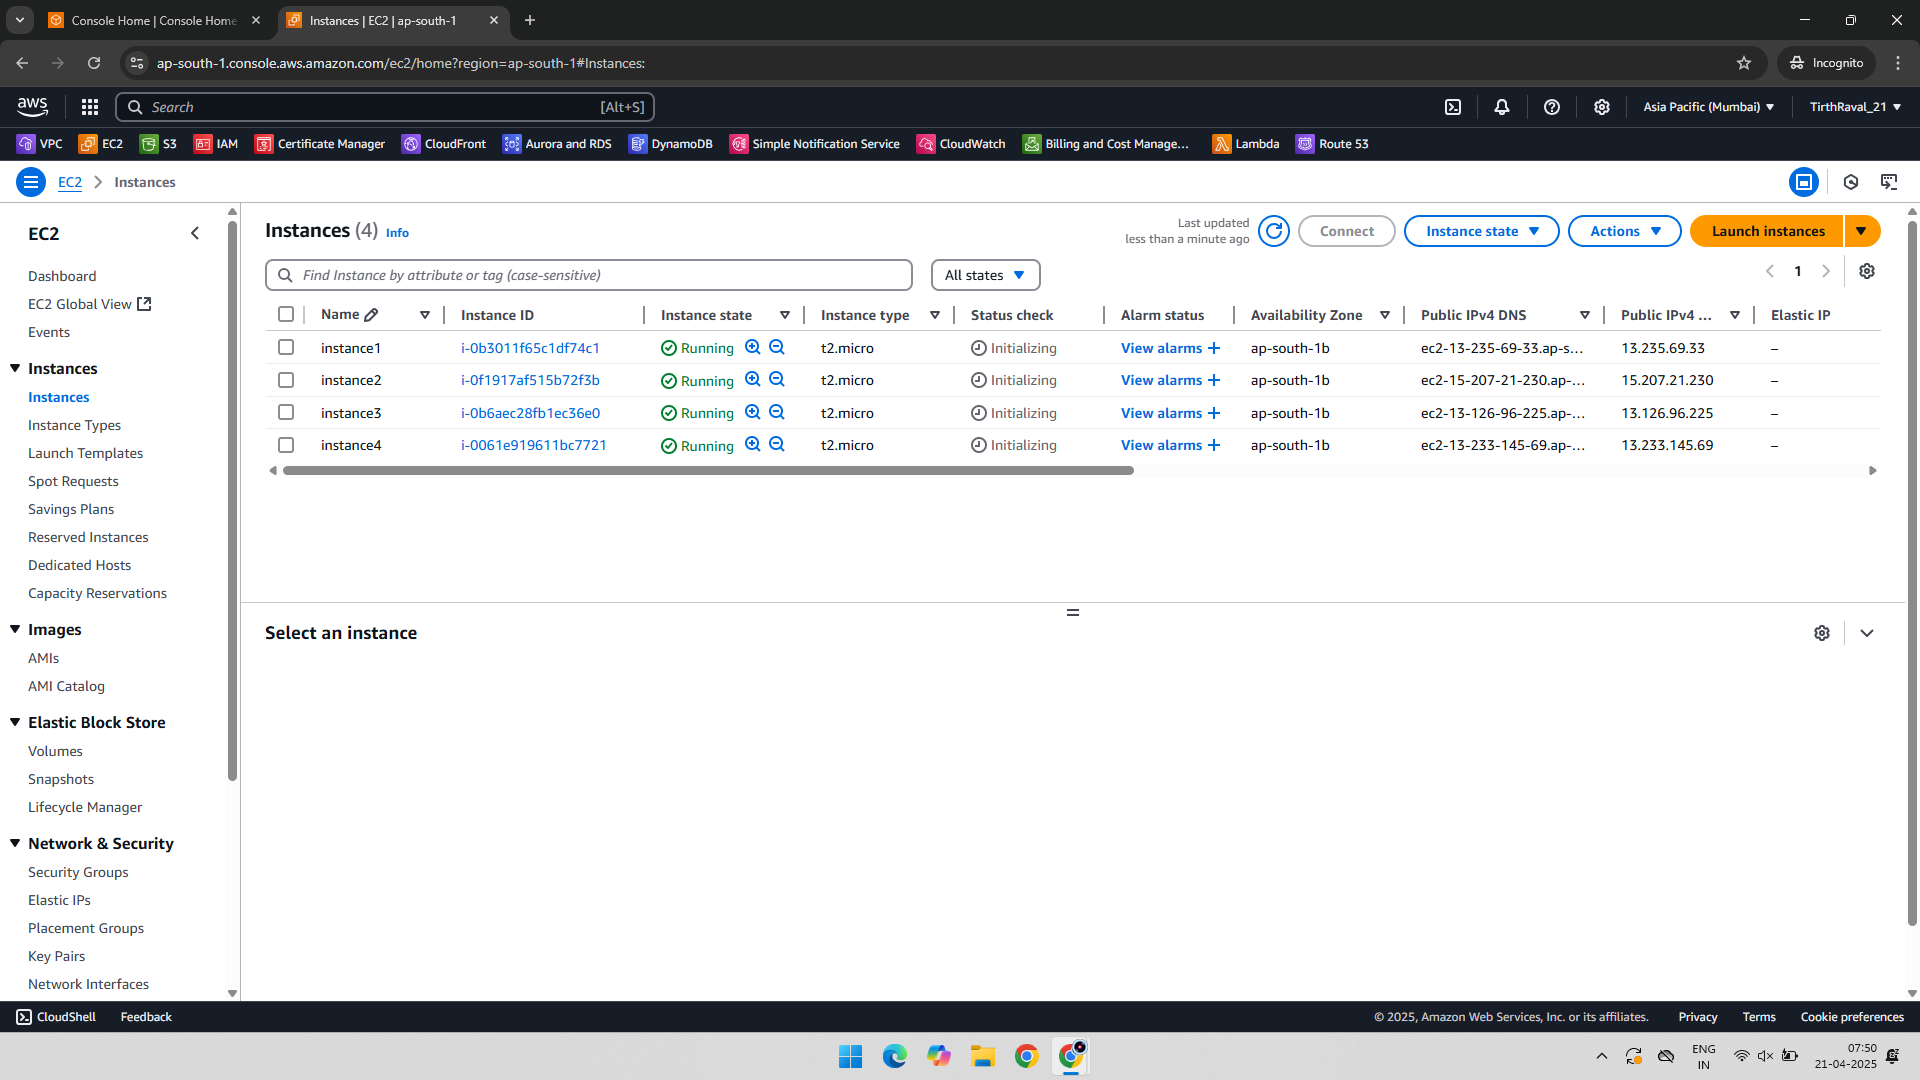 Console Home | Console Home
Instances | EC2 | ap-south-1
ap-south-1.console.aws.amazon.com/ec2/home?region=ap-south-1#Instances:
Incognito
aws
Search
[Alt+S]
Asia Pacific (Mumbai)
TirthRaval_21
VPC
EC2
S3
IAM
Certificate Manager
CloudFront
Aurora and RDS
DynamoDB
Simple Notification Service
CloudWatch
Billing and Cost Manage...
Lambda
Route 53
EC2
Instances
EC2
Dashboard
EC2 Global View
Events
Instances
Instances
Instance Types
Launch Templates
Spot Requests
Savings Plans
Reserved Instances
Dedicated Hosts
Capacity Reservations
Images
AMIs
AMI Catalog
Elastic Block Store
Volumes
Snapshots
Lifecycle Manager
Network & Security
Security Groups
Elastic IPs
Placement Groups
Key Pairs
Network Interfaces
Instances (4) Info
Last updated
less than a minute ago
Connect
Instance state
Actions
Launch instances
Find Instance by attribute or tag (case-sensitive)
All states
1
Name Instance ID Instance state Instance type Status check Alarm status Availability Zone Public IPv4 DNS Public IPv4 ... Elastic IP
instance1 i-0b3011f65c1df74c1 Running t2.micro Initializing View alarms + ap-south-1b ec2-13-235-69-33.ap-s... 13.235.69.33 –
instance2 i-0f1917af515b72f3b Running t2.micro Initializing View alarms + ap-south-1b ec2-15-207-21-230.ap-... 15.207.21.230 –
instance3 i-0b6aec28fb1ec36e0 Running t2.micro Initializing View alarms + ap-south-1b ec2-13-126-96-225.ap-... 13.126.96.225 –
instance4 i-0061e919611bc7721 Running t2.micro Initializing View alarms + ap-south-1b ec2-13-233-145-69.ap-... 13.233.145.69 –
Select an instance
CloudShell
Feedback
© 2025, Amazon Web Services, Inc. or its affiliates.
Privacy
Terms
Cookie preferences
ENG
IN
07:50
21-04-2025